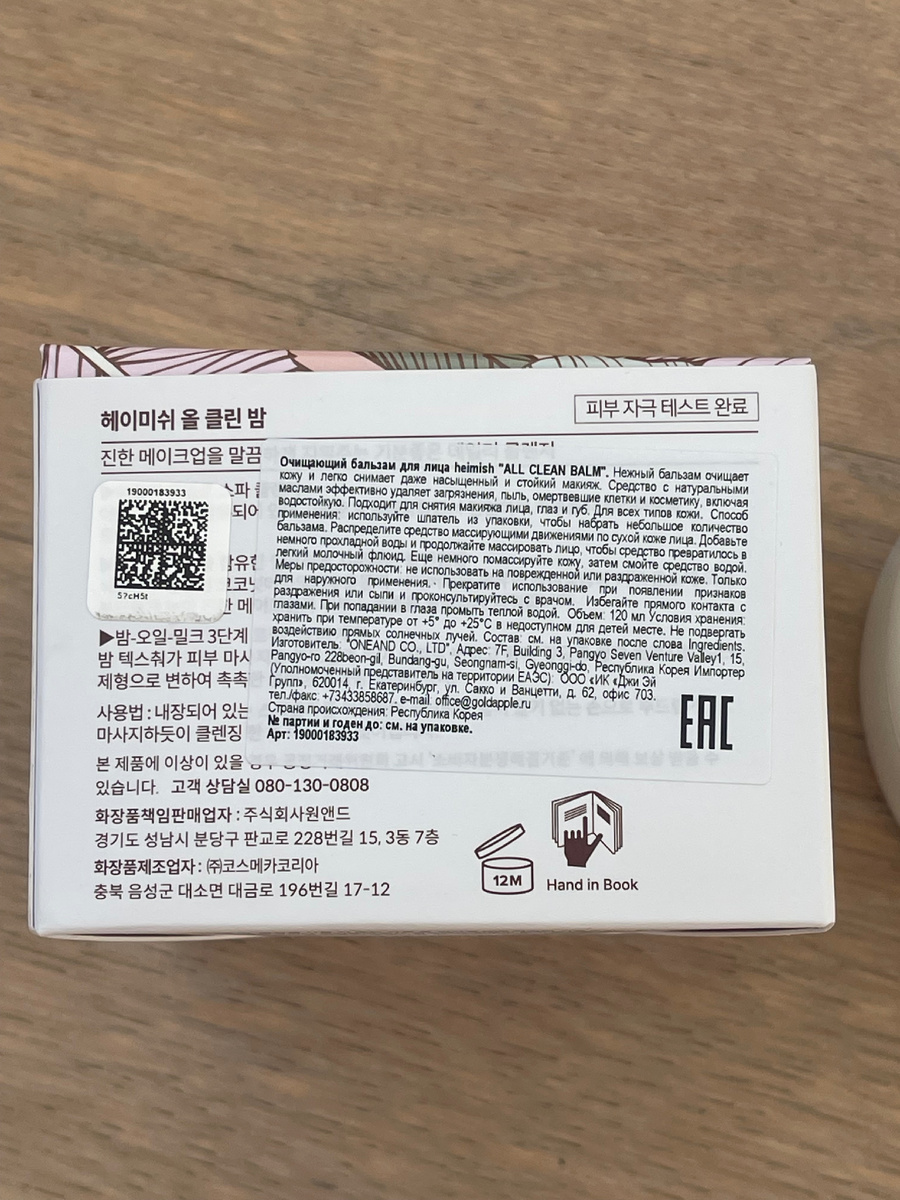 헤이미쉬 올 클린 밤
피부 자극 테스트 완료
진한 메이크업을 말끔
19000183933
57cH5t
스파 클
되어
함유한
코코넛
한 메이
▶밤-오일-밀크 3단계
밤 텍스춰가 피부 마사
제형으로 변하여 촉촉
사용법 : 내장되어 있는
마사지하듯이 클렌징
본 제품에 이상이 있을
있습니다. 고객 상담실 080-130-0808
화장품책임판매업자 : 주식회사원앤드
경기도 성남시 분당구 판교로 228번길 15, 3동 7층
화장품제조업자 : ㈜코스메카코리아
충북 음성군 대소면 대금로 196번길 17-12
Очищающий бальзам для лица heimish "ALL CLEAN BALM". Нежный бальзам очищает
кожу и легко снимает даже насыщенный и стойкий макияж. Средство с натуральными
маслами эффективно удаляет загрязнения, пыль, омертвевшие клетки и косметику, включая
водостойкую. Подходит для снятия макияжа лица, глаз и губ. Для всех типов кожи. Способ
применения: используйте шпатель из упаковки, чтобы набрать небольшое количество
бальзама. Распределите средство массирующими движениями по сухой коже лица. Добавьте
немного прохладной воды и продолжайте массировать лицо, чтобы средство превратилось в
легкий молочный флюид. Еще немного помассируйте кожу, затем смойте средство водой.
Меры предосторожности: не использовать на поврежденной или раздраженной коже. Только
для наружного применения. Прекратите использование при появлении признаков
раздражения или сыпи и проконсультируйтесь с врачом. Избегайте прямого контакта с
глазами. При попадании в глаза промыть теплой водой. Объем: 120 мл Условия хранения:
хранить при температуре от +5° до +25°С в недоступном для детей месте. Не подвергать
воздействию прямых солнечных лучей. Состав: см. на упаковке после слова Ingredients.
Изготовитель: "ONEAND CO., LTD", Адрес: 7F, Building 3, Pangyo Seven Venture Valley1, 15,
Pangyo-ro 228beon-gil, Bundang-gu, Seongnam-si, Gyeonggi-do, Республика Корея Импортер
(Уполномоченный представитель на территории ЕАЭС): ООО «ИК «Джи Эй
Групп», 620014, г. Екатеринбург, ул. Сакко и Ванцетти, д. 62, офис 703.
тел./факс: +73433858687, e-mail: office@goldapple.ru
Страна происхождения: Республика Корея
№ партии и годен до: см. на упаковке.
Арт: 19000183933
EAC
12M
Hand in Book